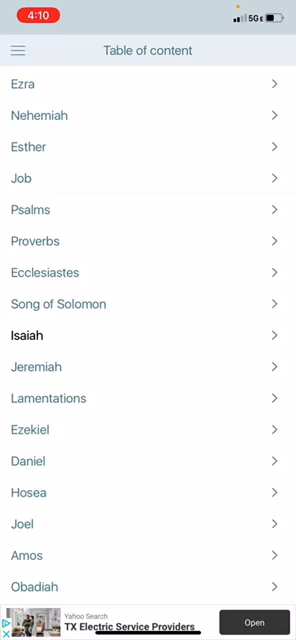 4:10
5GE
Table of content
Ezra
Nehemiah
Esther
Job
Psalms
Proverbs
Ecclesiastes
Song of Solomon
Isaiah
Jeremiah
Lamentations
Ezekiel
Daniel
Hosea
Joel
Amos
Obadiah
Yahoo Search
TX Electric Service Providers
Open